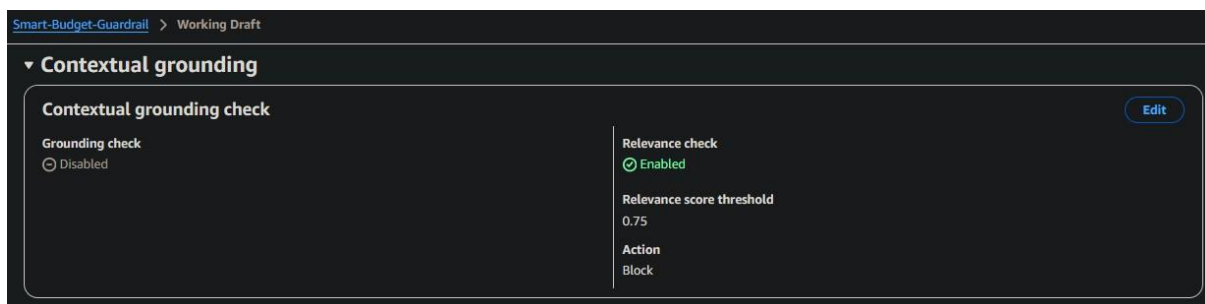 Smart-Budget-Guardrail > Working Draft
Contextual grounding
Contextual grounding check
Edit
Grounding check
Disabled
Relevance check
Enabled
Relevance score threshold
0.75
Action
Block